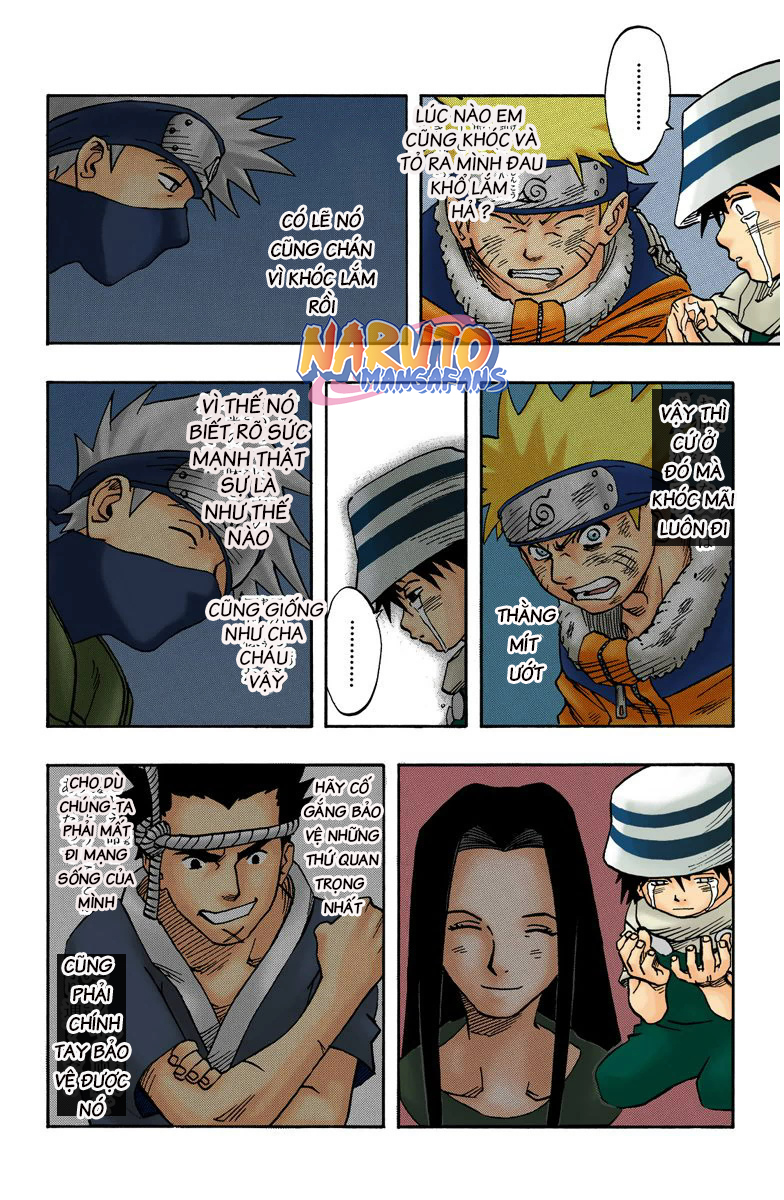 ………
LÚC NÀO EM
CŨNG KHÓC VÀ
TỎ RA MÌNH ĐAU
KHỔ LẮM
HẢ ?
CÓ LẼ NÓ
CŨNG CHÁN
VÌ KHÓC LẮM
RỒI
NARUTO
MANGAFANS
VẬY THÌ
CỨ Ở
ĐÓ MÀ
KHÓC MÃI
LUÔN ĐI
THẰNG
MÍT
ƯỚT
………
VÌ THẾ NÓ
BIẾT RÕ SỨC
MẠNH THẬT
SỰ LÀ
NHƯ THẾ
NÀO
CŨNG GIỐNG
NHƯ CHA
CHÁU
VẬY
HÃY CỐ
GẮNG BẢO
VỆ NHỮNG
THỨ QUAN
TRỌNG
NHẤT
CHO DÙ
CHÚNG TA
PHẢI MẤT
ĐI MẠNG
SỐNG CỦA
MÌNH
CŨNG
PHẢI
CHÍNH
TAY BẢO
VỆ ĐƯỢC
NÓ